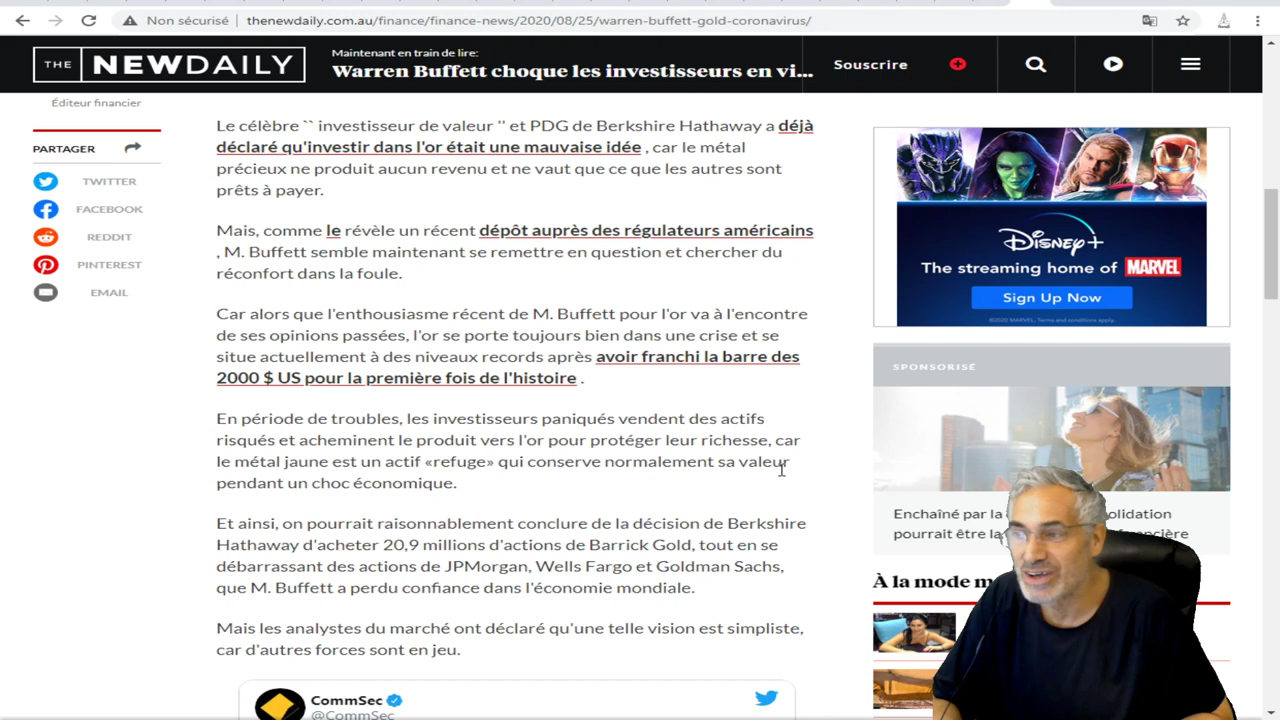 Non sécurisé | thenewdaily.com.au/finance/finance-news/2020/08/25/warren-buffett-gold-coronavirus/
THE NEWDAILY
Maintenant en train de lire:
Warren Buffett choque les investisseurs en vi...
Souscrire
Éditeur financier
PARTAGER
TWITTER
FACEBOOK
REDDIT
PINTEREST
EMAIL
Le célèbre `` investisseur de valeur '' et PDG de Berkshire Hathaway a déjà
déclaré qu'investir dans l'or était une mauvaise idée , car le métal
précieux ne produit aucun revenu et ne vaut que ce que les autres sont
prêts à payer.
Mais, comme le révèle un récent dépôt auprès des régulateurs américains
, M. Buffett semble maintenant se remettre en question et chercher du
réconfort dans la foule.
Car alors que l'enthousiasme récent de M. Buffett pour l'or va à l'encontre
de ses opinions passées, l'or se porte toujours bien dans une crise et se
situe actuellement à des niveaux records après avoir franchi la barre des
2000 $ US pour la première fois de l'histoire .
En période de troubles, les investisseurs paniqués vendent des actifs
risqués et acheminent le produit vers l'or pour protéger leur richesse, car
le métal jaune est un actif «refuge» qui conserve normalement sa valeur
pendant un choc économique.
Et ainsi, on pourrait raisonnablement conclure de la décision de Berkshire
Hathaway d'acheter 20,9 millions d'actions de Barrick Gold, tout en se
débarrassant des actions de JPMorgan, Wells Fargo et Goldman Sachs,
que M. Buffett a perdu confiance dans l'économie mondiale.
Mais les analystes du marché ont déclaré qu'une telle vision est simpliste,
car d'autres forces sont en jeu.
CommSec
@CommSec
Disney+
The streaming home of MARVEL
Sign Up Now
©2020 MARVEL. Terms and conditions apply.
SPONSORISÉ
Enchaîné par la
olidation
pourrait être la
financière
À la mode m